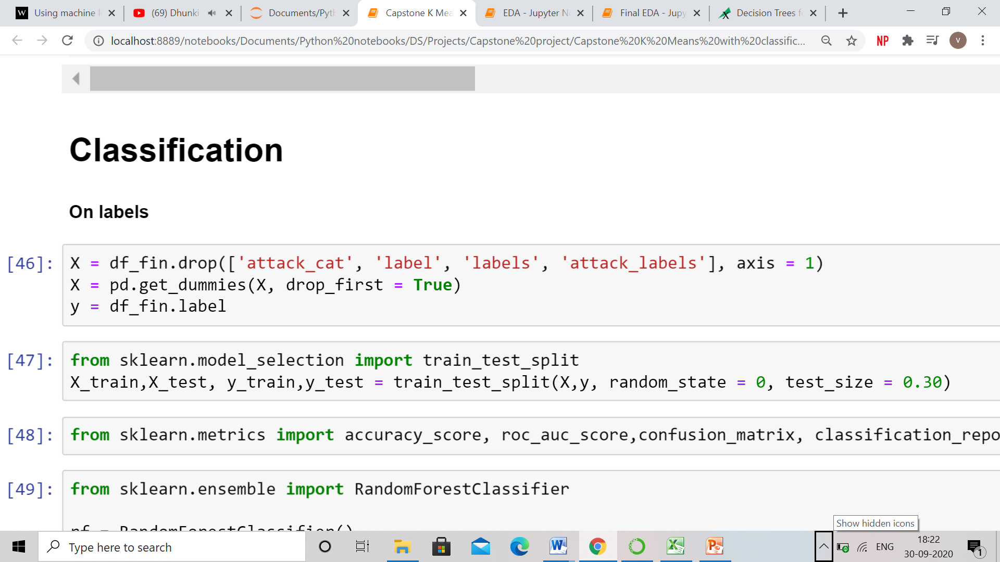 W Using machine l
(69) Dhunki
Documents/Pyth
Capstone K Mea
EDA - Jupyter N
Final EDA - Jupy
Decision Trees fo
localhost:8889/notebooks/Documents/Python%20notebooks/DS/Projects/Capstone%20project/Capstone%20K%20Means%20with%20classific...
NP
V
Classification
On labels
[46]: X = df_fin.drop(['attack_cat', 'label', 'labels', 'attack_labels'], axis = 1)
X = pd.get_dummies(X, drop_first = True)
y = df_fin.label
[47]: from sklearn.model_selection import train_test_split
X_train,X_test, y_train,y_test = train_test_split(X,y, random_state = 0, test_size = 0.30)
[48]: from sklearn.metrics import accuracy_score, roc_auc_score,confusion_matrix, classification_repo
[49]: from sklearn.ensemble import RandomForestClassifier
rf = RandomForestClassifier()
Show hidden icons
Type here to search
ENG
18:22
30-09-2020
1